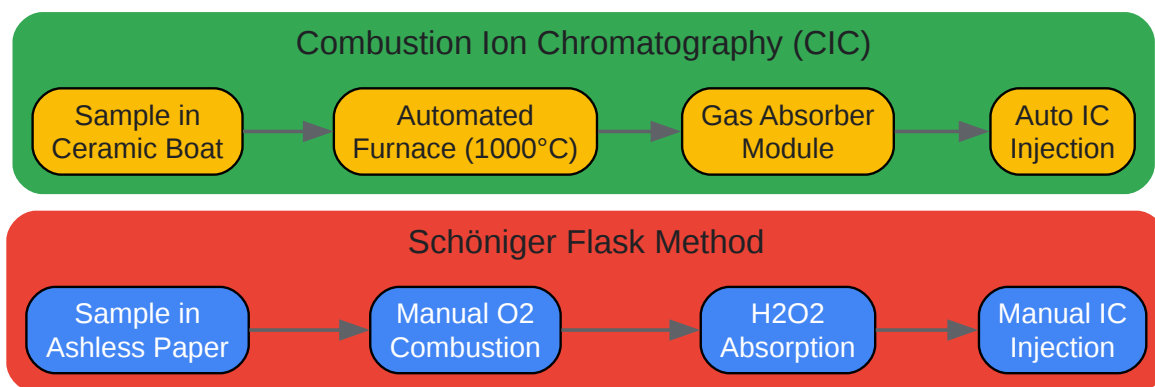 Combustion Ion Chromatography (CIC)
Sample in
Ceramic Boat
Automated
Furnace (1000°C)
Gas Absorber
Module
Auto IC
Injection
Schöniger Flask Method
Sample in
Ashless Paper
Manual O2
Combustion
H2O2
Absorption
Manual IC
Injection